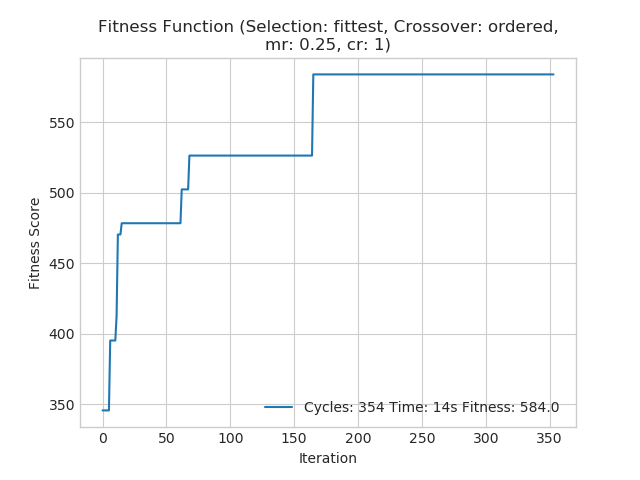 Fitness Function (Selection: fittest, Crossover: ordered,
mr: 0.25, cr: 1)
Fitness Score
550
500
450
400
350
Cycles: 354 Time: 14s Fitness: 584.0
0 50 100 150 200 250 300 350
Iteration